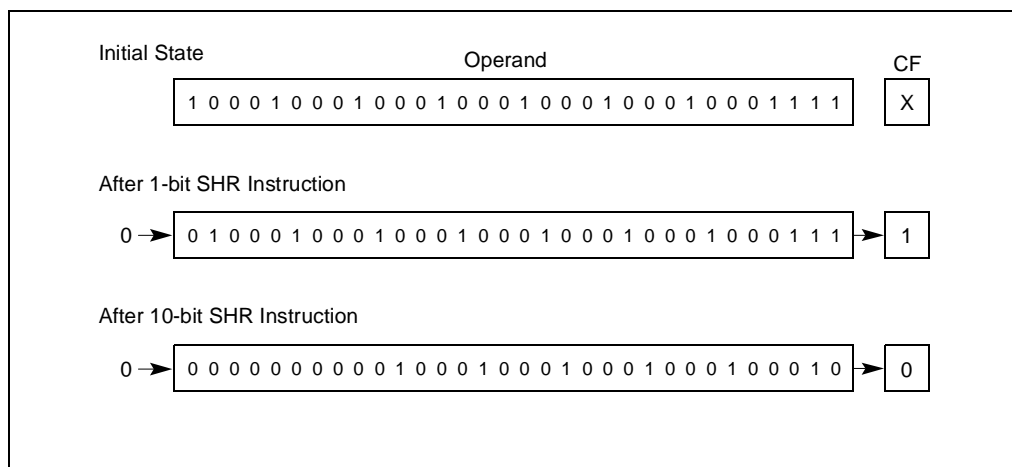 Initial State
Operand
CF
1 0 0 0 1 0 0 0 1 0 0 0 1 0 0 0 1 0 0 0 1 0 0 0 1 0 0 0 1 1 1 1
X
After 1-bit SHR Instruction
0
0 1 0 0 0 1 0 0 0 1 0 0 0 1 0 0 0 1 0 0 0 1 0 0 0 1 0 0 0 1 1 1
1
After 10-bit SHR Instruction
0
0 0 0 0 0 0 0 0 0 0 1 0 0 0 1 0 0 0 1 0 0 0 1 0 0 0 1 0 0 0 1 0
0